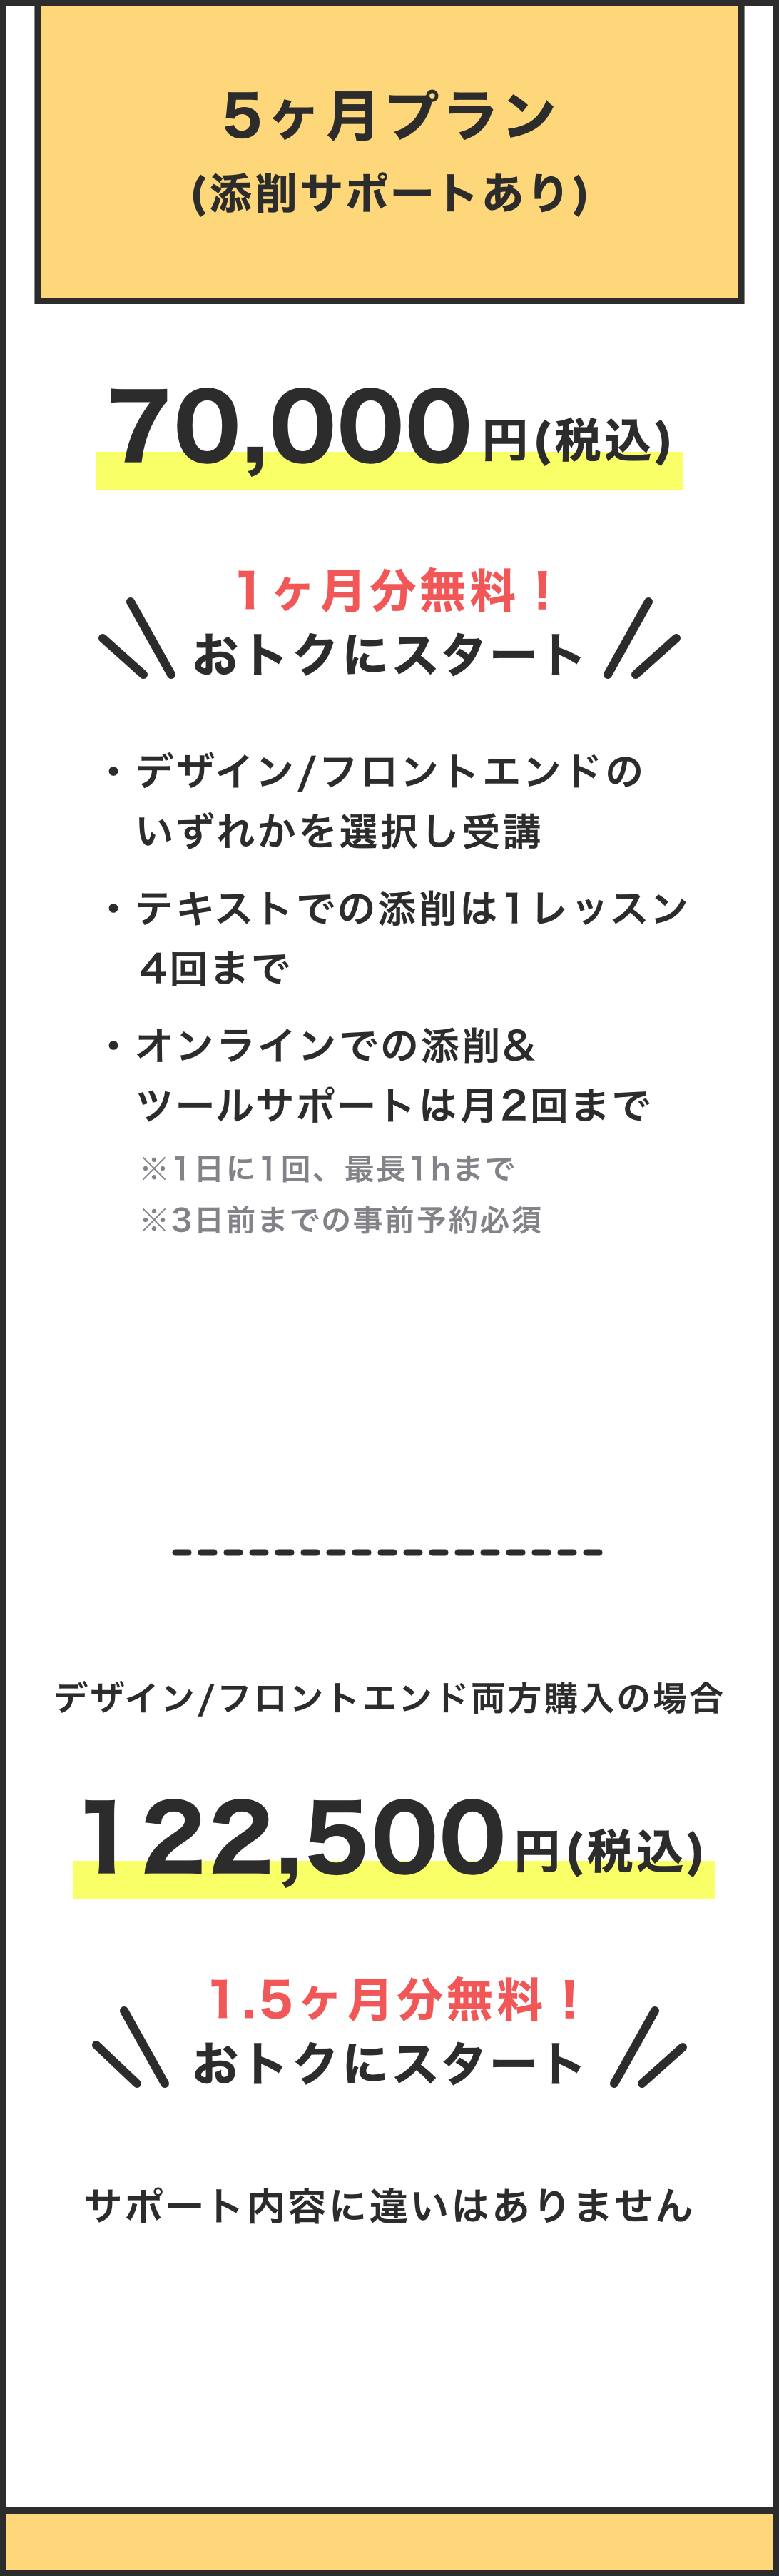 5ヶ月プラン
(添削サポートあり)
70,000円(税込)
1ヶ月分無料！
おトクにスタート
・デザイン/フロントエンドの
いずれかを選択し受講
・テキストでの添削は1レッスン
4回まで
・オンラインでの添削&
ツールサポートは月2回まで
※1日に1回、最長1hまで
※3日前までの事前予約必須
デザイン/フロントエンド両方購入の場合
122,500円(税込)
1.5ヶ月分無料！
おトクにスタート
サポート内容に違いはありません